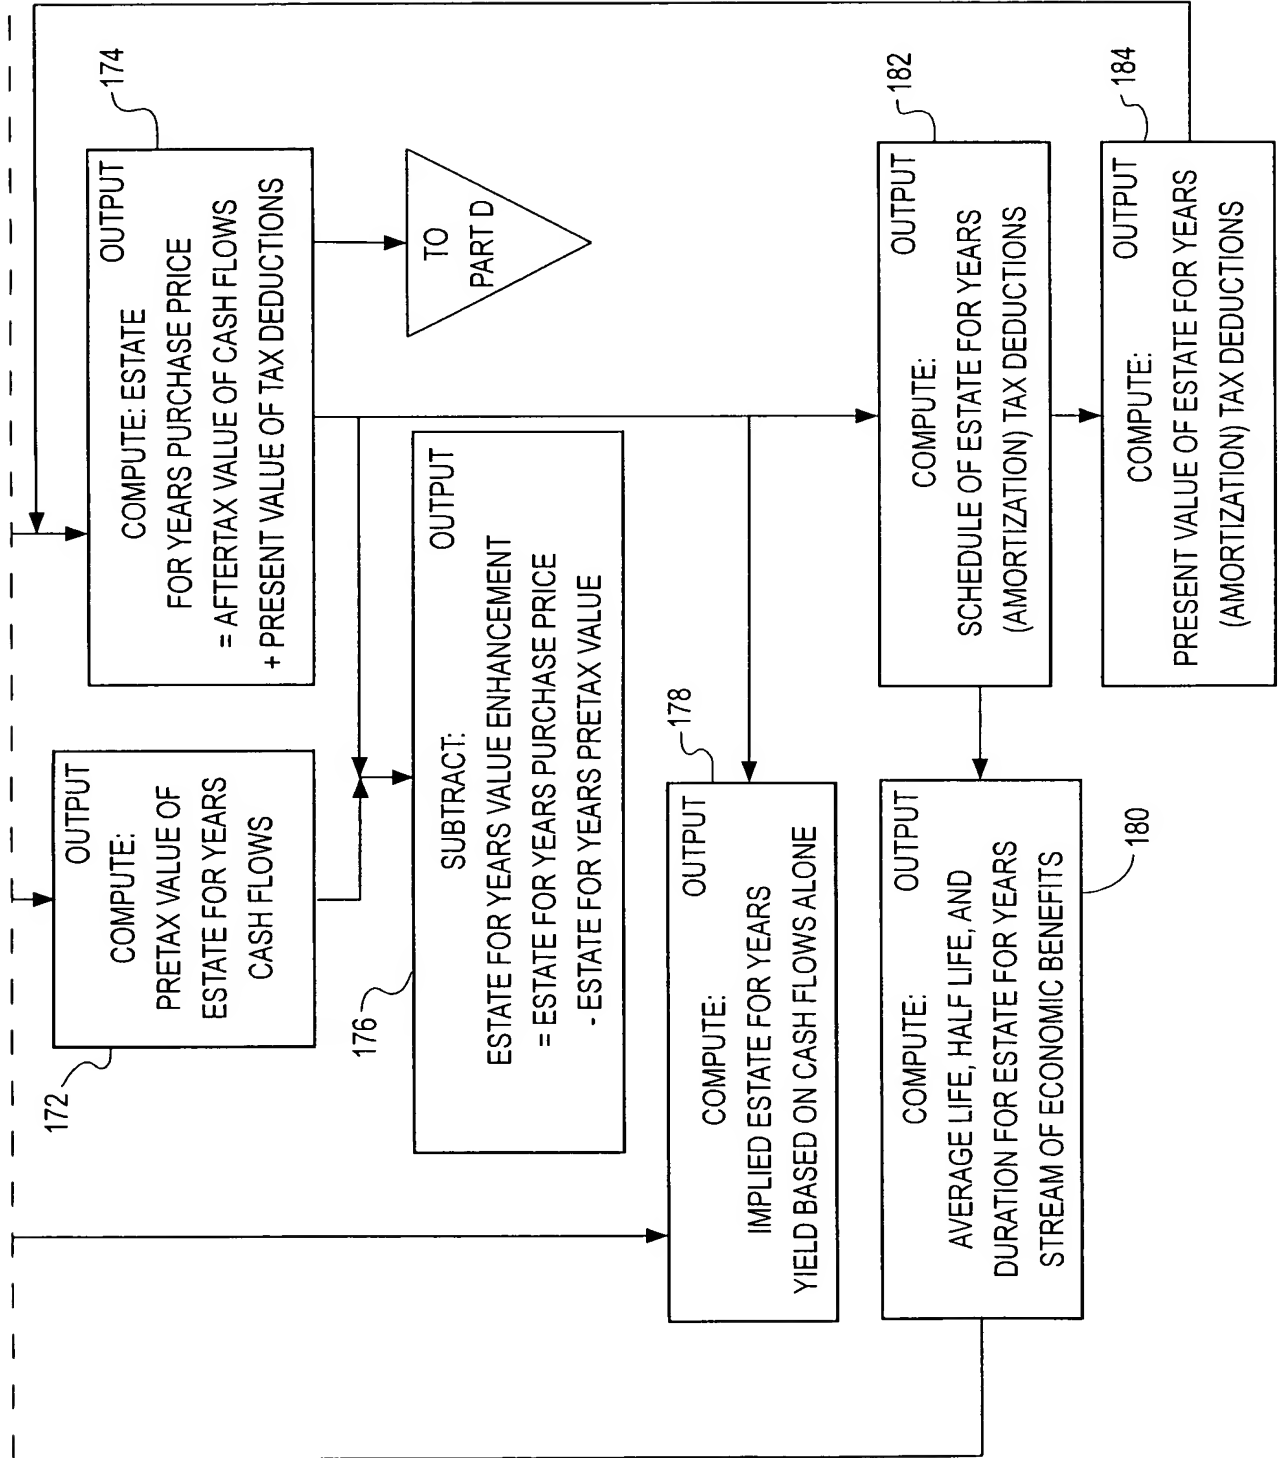 172
OUTPUT
COMPUTE:
PRETAX VALUE OF
ESTATE FOR YEARS
CASH FLOWS
174
OUTPUT
COMPUTE: ESTATE
FOR YEARS PURCHASE PRICE
= AFTERTAX VALUE OF CASH FLOWS
+ PRESENT VALUE OF TAX DEDUCTIONS
TO
PART D
176
OUTPUT
SUBTRACT:
ESTATE FOR YEARS VALUE ENHANCEMENT
= ESTATE FOR YEARS PURCHASE PRICE
- ESTATE FOR YEARS PRETAX VALUE
178
OUTPUT
COMPUTE:
IMPLIED ESTATE FOR YEARS
YIELD BASED ON CASH FLOWS ALONE
180
OUTPUT
COMPUTE:
AVERAGE LIFE, HALF LIFE, AND
DURATION FOR ESTATE FOR YEARS
STREAM OF ECONOMIC BENEFITS
182
OUTPUT
COMPUTE:
SCHEDULE OF ESTATE FOR YEARS
(AMORTIZATION) TAX DEDUCTIONS
184
OUTPUT
COMPUTE:
PRESENT VALUE OF ESTATE FOR YEARS
(AMORTIZATION) TAX DEDUCTIONS